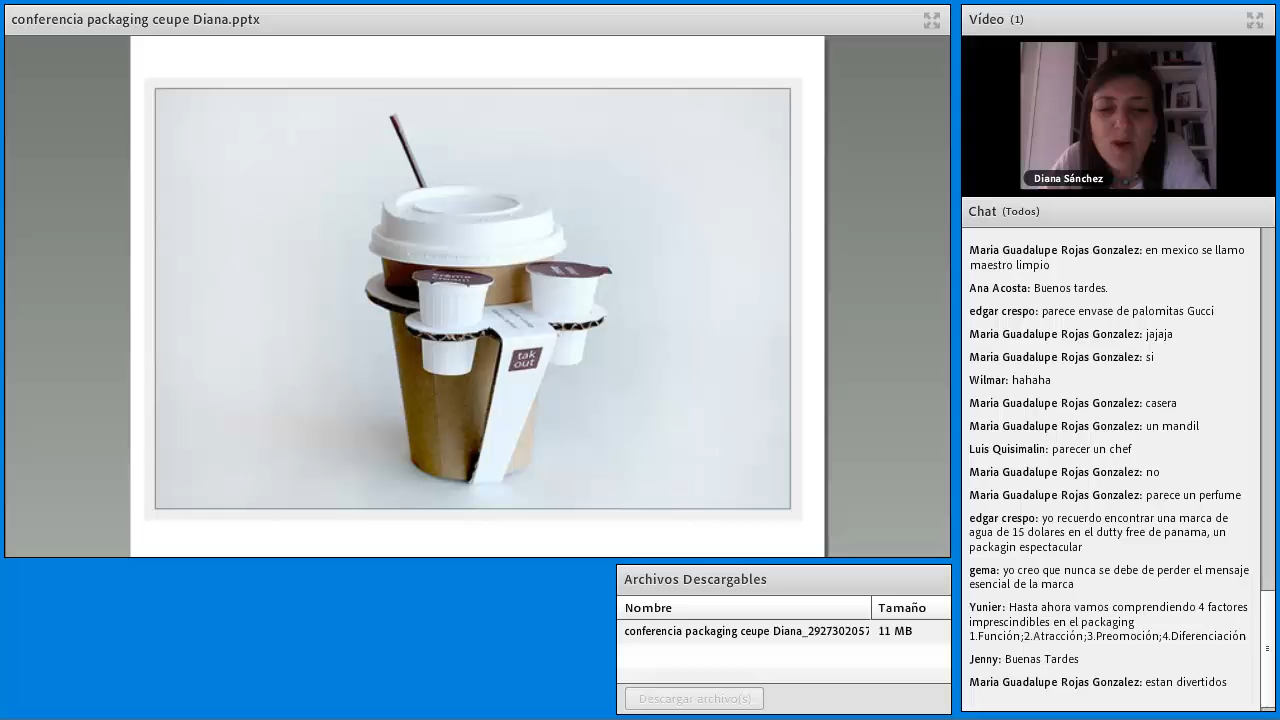 conferencia packaging ceupe Diana.pptx
tak
out
Archivos Descargables
Nombre
Tamaño
conferencia packaging ceupe Diana_2927302057
11 MB
Descargar archivo(s)
Vídeo (1)
Diana Sánchez
Chat (Todos)
Maria Guadalupe Rojas Gonzalez: en mexico se llamo
maestro limpio
Ana Acosta: Buenos tardes.
edgar crespo: parece envase de palomitas Gucci
Maria Guadalupe Rojas Gonzalez: jajaja
Maria Guadalupe Rojas Gonzalez: si
Wilmar: hahaha
Maria Guadalupe Rojas Gonzalez: casera
Maria Guadalupe Rojas Gonzalez: un mandil
Luis Quisimalin: parecer un chef
Maria Guadalupe Rojas Gonzalez: no
Maria Guadalupe Rojas Gonzalez: parece un perfume
edgar crespo: yo recuerdo encontrar una marca de
agua de 15 dolares en el dutty free de panama, un
packagin espectacular
gema: yo creo que nunca se debe de perder el mensaje
esencial de la marca
Yunier: Hasta ahora vamos comprendiendo 4 factores
imprescindibles en el packaging
1.Función;2.Atracción;3.Preomoción;4.Diferenciación
Jenny: Buenas Tardes
Maria Guadalupe Rojas Gonzalez: estan divertidos